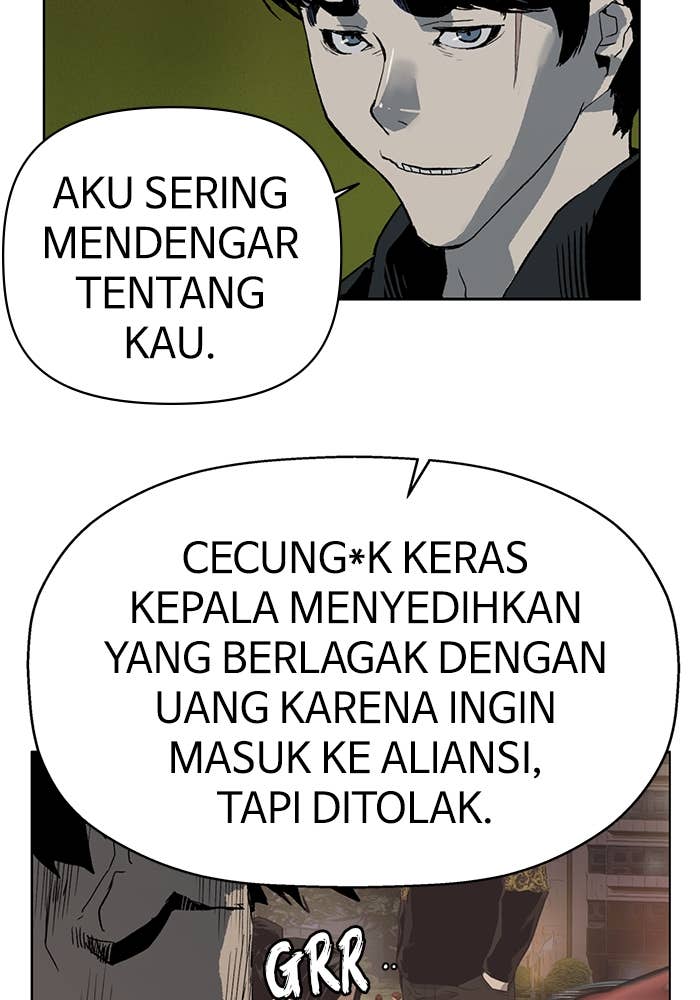 AKU SERING
MENDENGAR
TENTANG
KAU.
CECUNG*K KERAS
KEPALA MENYEDIHKAN
YANG BERLAGAK DENGAN
UANG KARENA INGIN
MASUK KE ALIANSI,
TAPI DITOLAK.
GRR..